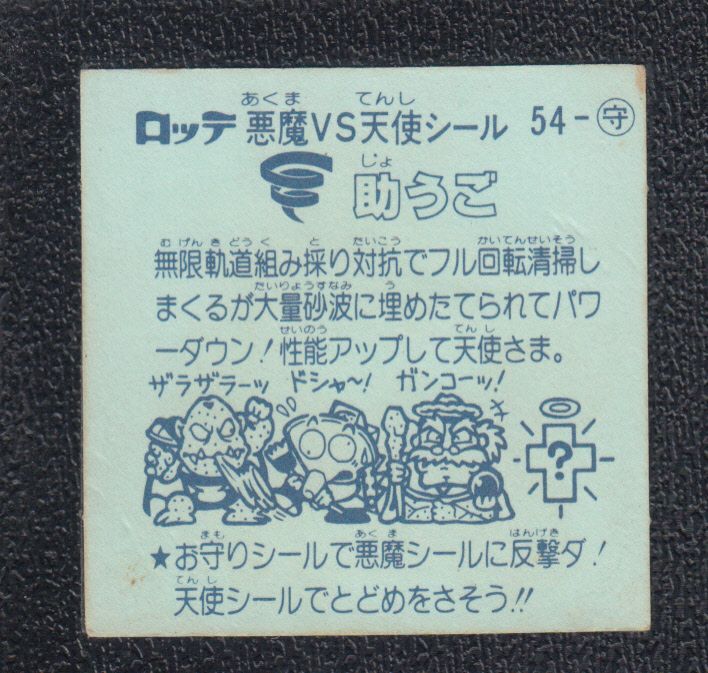 ロッテ 悪魔VS天使シール 54-守
あくま てんし
助うご
じょ
無限軌道組み採り対抗でフル回転清掃し
むげんきどうく と たいこう かいてんせいそう
まくるが大量砂波に埋めたてられてパワ
たいりょうすなみ う
ーダウン!性能アップして天使さま。
せいのう てんし
ザラザラーッ ドシャ〜! ガンコーッ!
?
★お守りシールで悪魔シールに反撃ダ!
まも あくま はんげき
天使シールでとどめをさそう!!
てんし